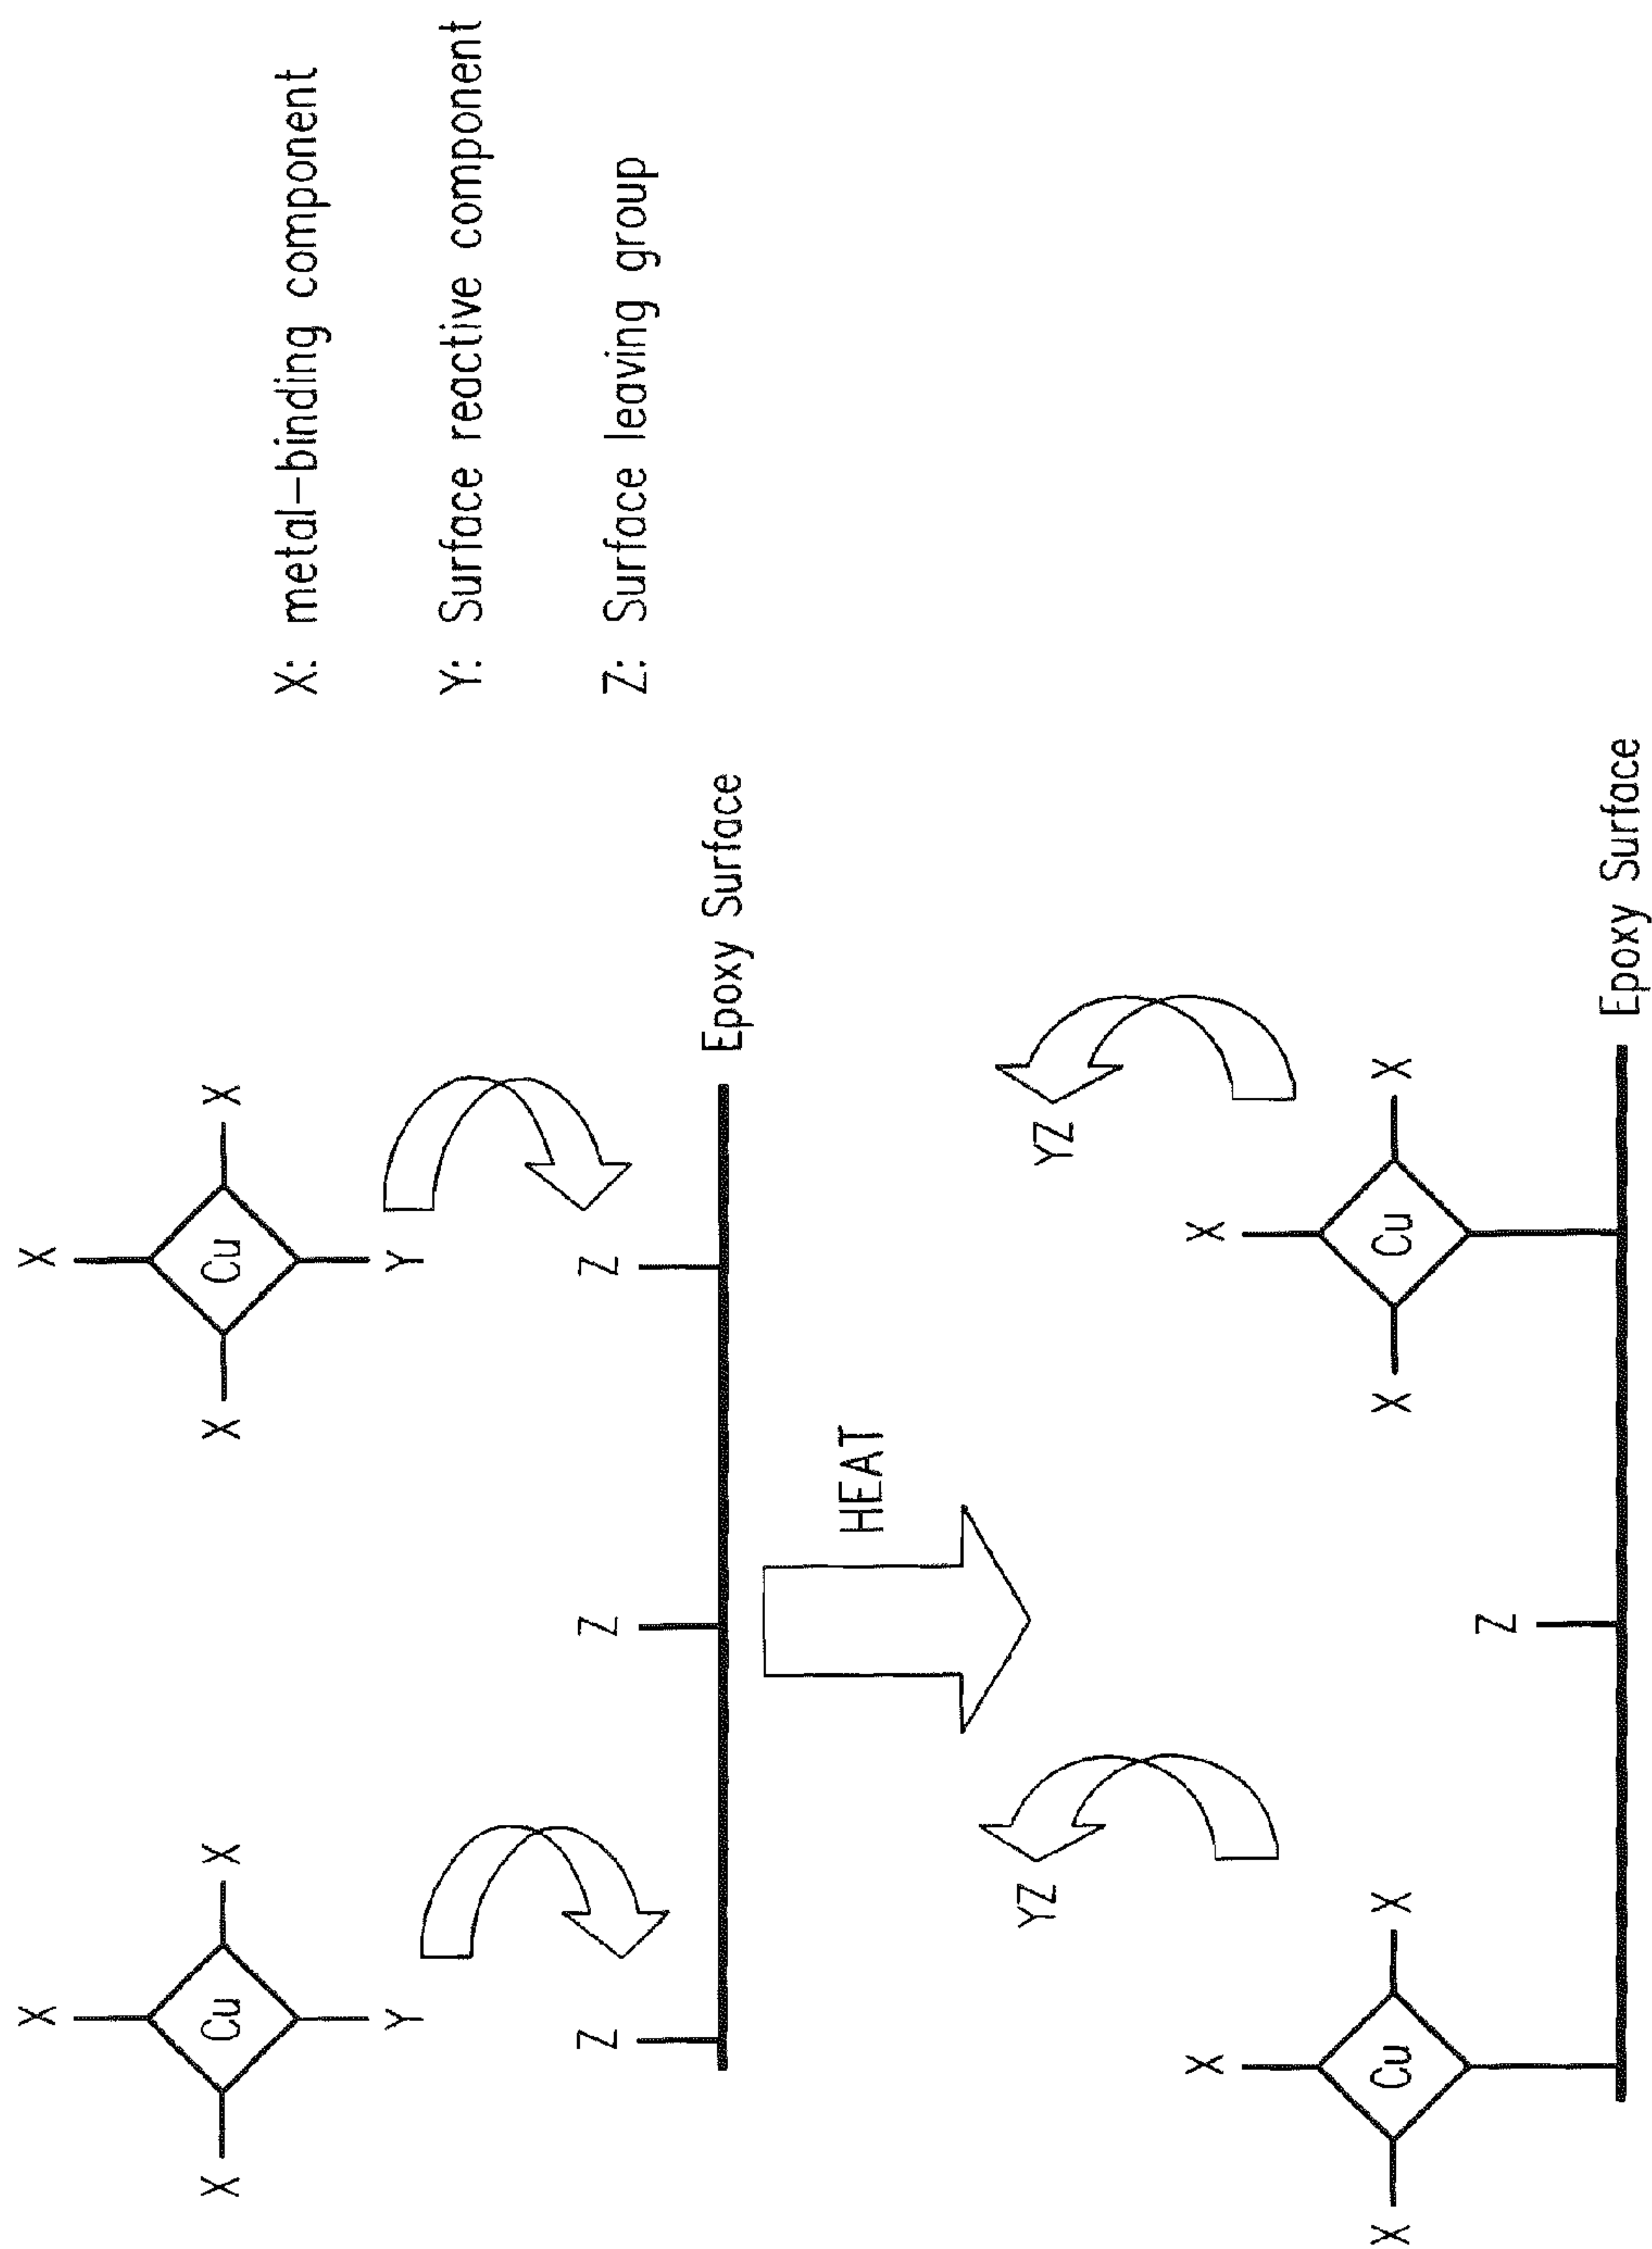 X X
X Cu X X Cu X
X: metal-binding component
Y Y
Y: Surface reactive component
Z Z Z
Z: Surface leaving group
Epoxy Surface
HEAT
YZ YZ
X X
X Cu X X Cu X
Z
Epoxy Surface